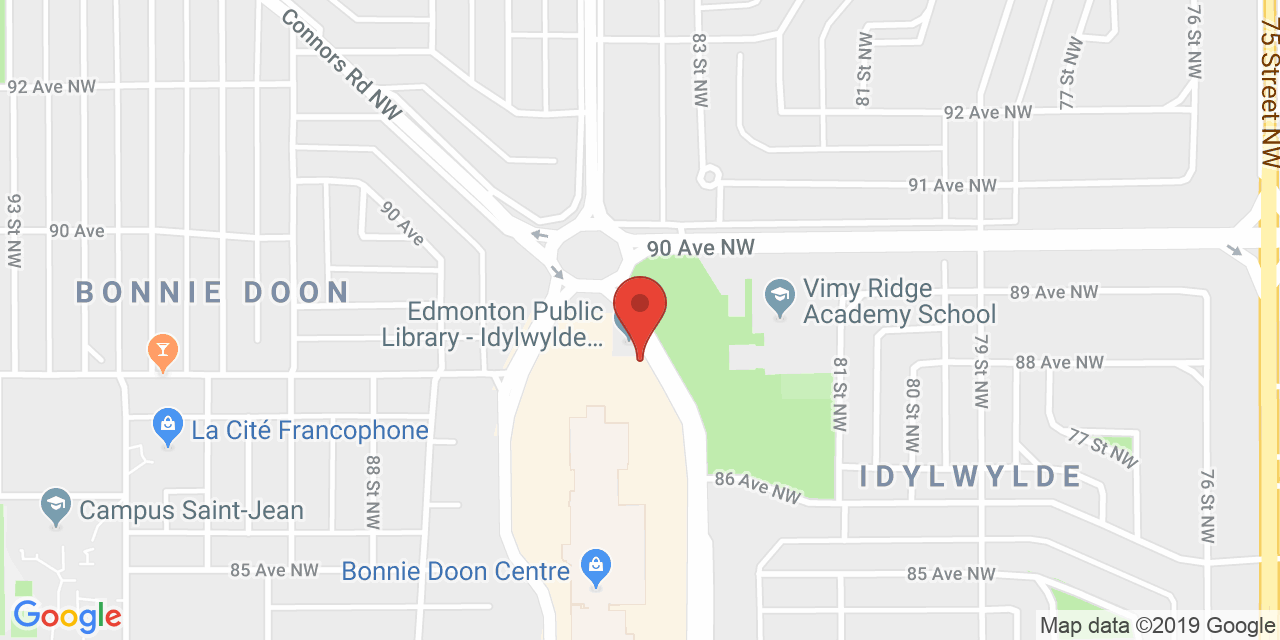 Connors Rd NW
83 St NW
81 St NW
77 St NW
76 St NW
75 Street NW
92 Ave NW
92 Ave NW
91 Ave NW
93 St NW
90 Ave
90 Ave
90 Ave NW
BONNIE DOON
Edmonton Public
Library - Idylwylde...
Vimy Ridge
Academy School
89 Ave NW
88 Ave NW
79 St NW
81 St NW
80 St NW
La Cité Francophone
77 St NW
88 St NW
86 Ave NW
IDYLWYLDE
76 St NW
Campus Saint-Jean
85 Ave NW
Bonnie Doon Centre
85 Ave NW
Google
Map data ©2019 Google